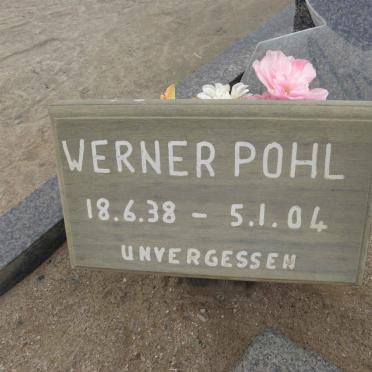 WERNER POHL
18.6.38 - 5.1.04
UNVERGESSEN